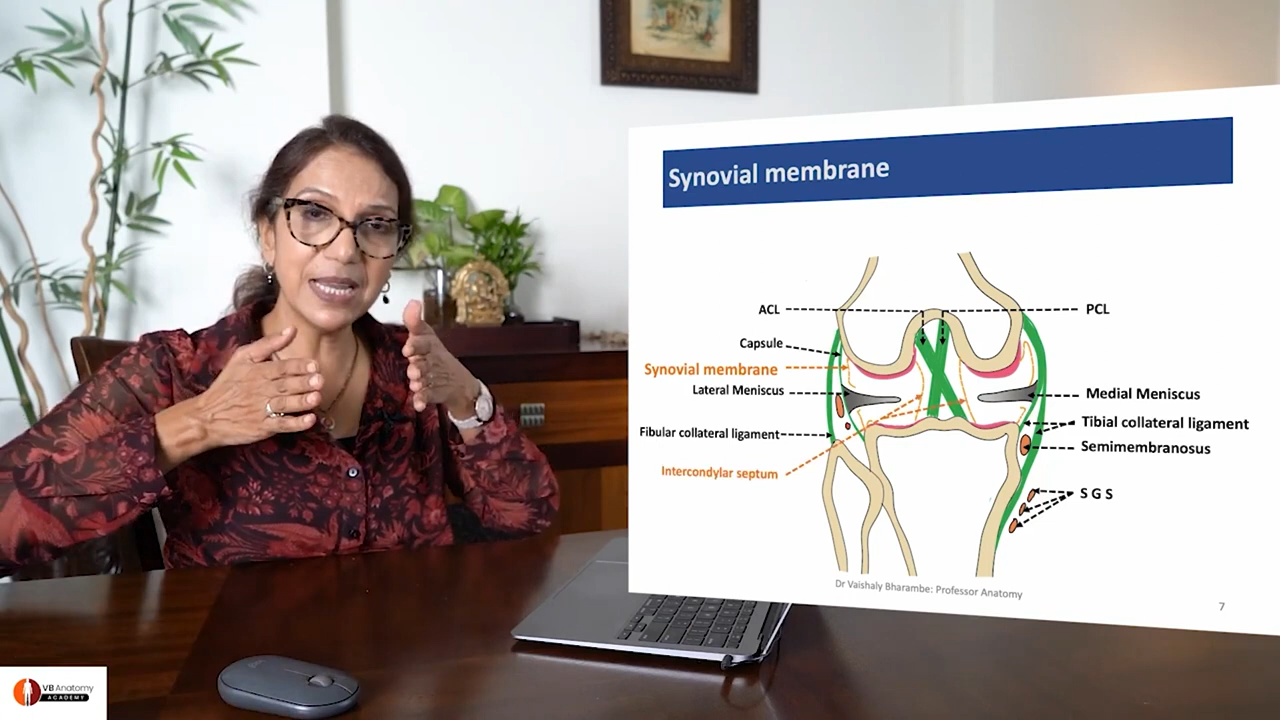 Synovial membrane
ACL
PCL
Capsule
Synovial membrane
Lateral Meniscus
Medial Meniscus
Tibial collateral ligament
Fibular collateral ligament
Semimembranosus
Intercondylar septum
S G S
Dr Vaishaly Bharambe: Professor Anatomy
7
VB Anatomy
ACADEMY